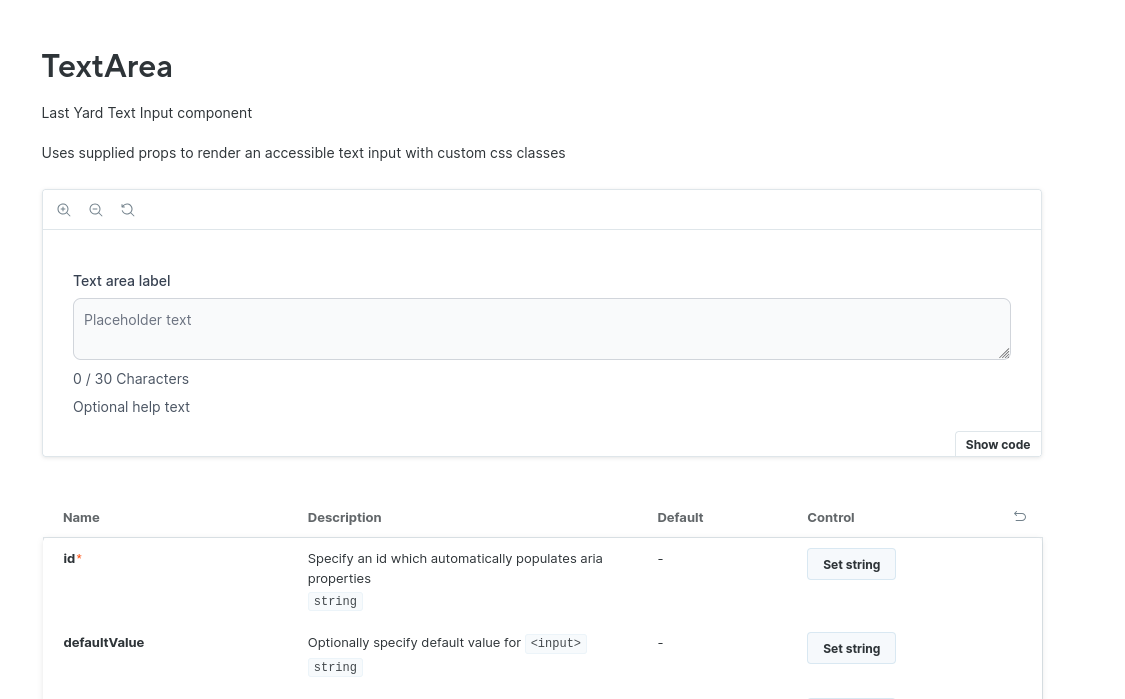 TextArea
Last Yard Text Input component
Uses supplied props to render an accessible text input with custom css classes
Text area label
Placeholder text
0 / 30 Characters
Optional help text
Show code
Name Description Default Control
id* Specify an id which automatically populates aria - Set string
properties
string
defaultValue Optionally specify default value for <input> - Set string
string